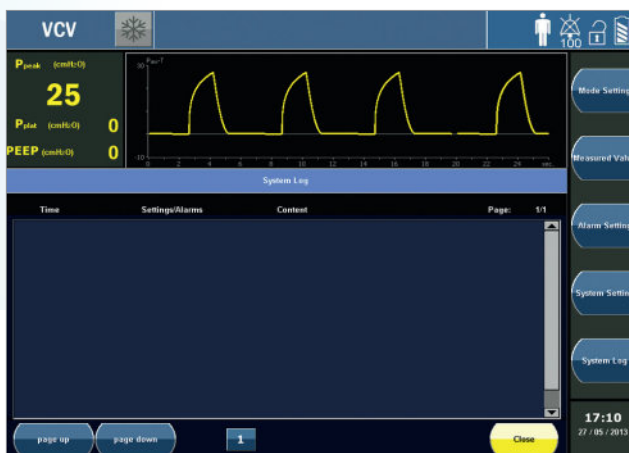 VCV
100
Ppeak (cmH2O)
25
Pplat (cmH2O) 0
PEEP (cmH2O) 0
Paw-T
-10
0 2 4 6 8 10 12 14 16 18 20 22 24 sec.
Mode Setting
Measured Valu
Alarm Setting
System Settin
System Log
System Log
Time Settings/Alarms Content Page: 1/1
page up page down 1 Close
17:10
27 / 05 / 2013